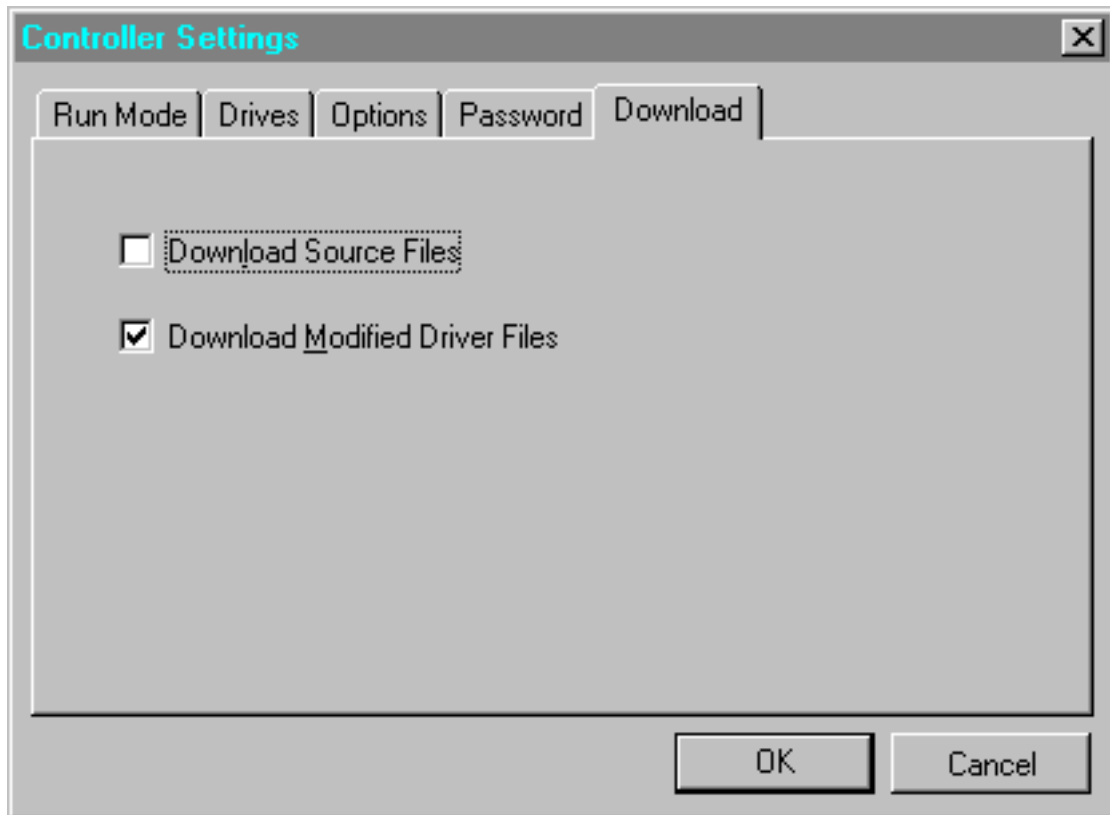 Controller Settings
Run Mode Drives Options Password Download
Download Source Files
Download Modified Driver Files
OK Cancel